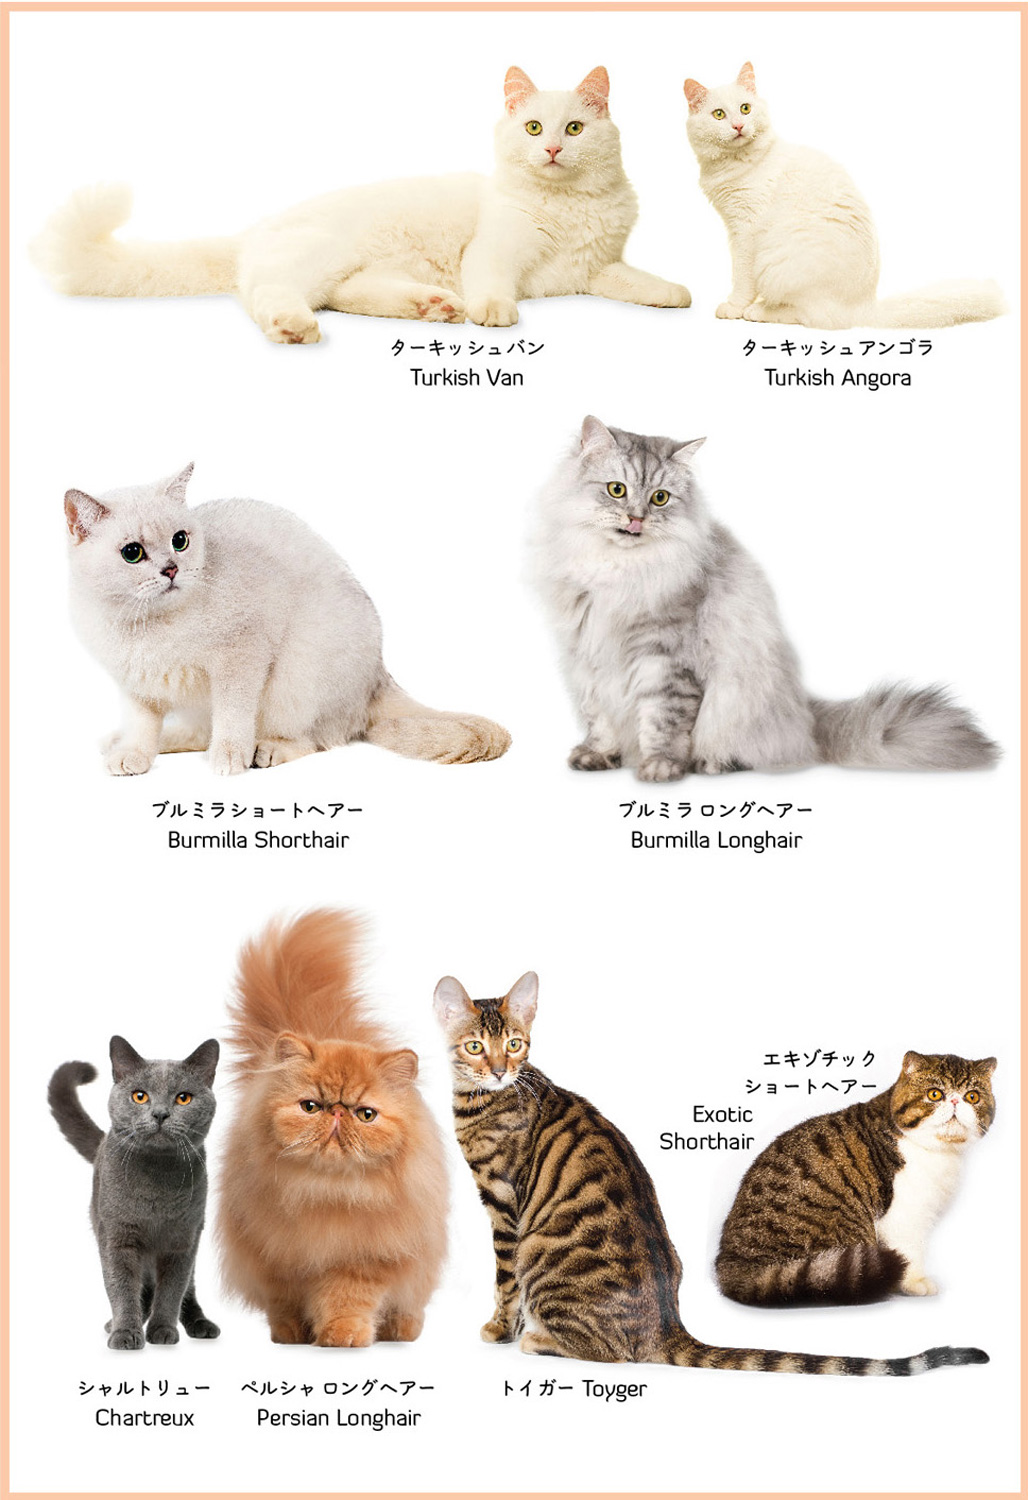 ターキッシュバン
Turkish Van
ターキッシュアンゴラ
Turkish Angora
ブルミラショートヘアー
Burmilla Shorthair
ブルミラ ロングヘアー
Burmilla Longhair
エキゾチック
ショートヘアー
Exotic
Shorthair
シャルトリュー
Chartreux
ペルシャ ロングヘアー
Persian Longhair
トイガー Toyger